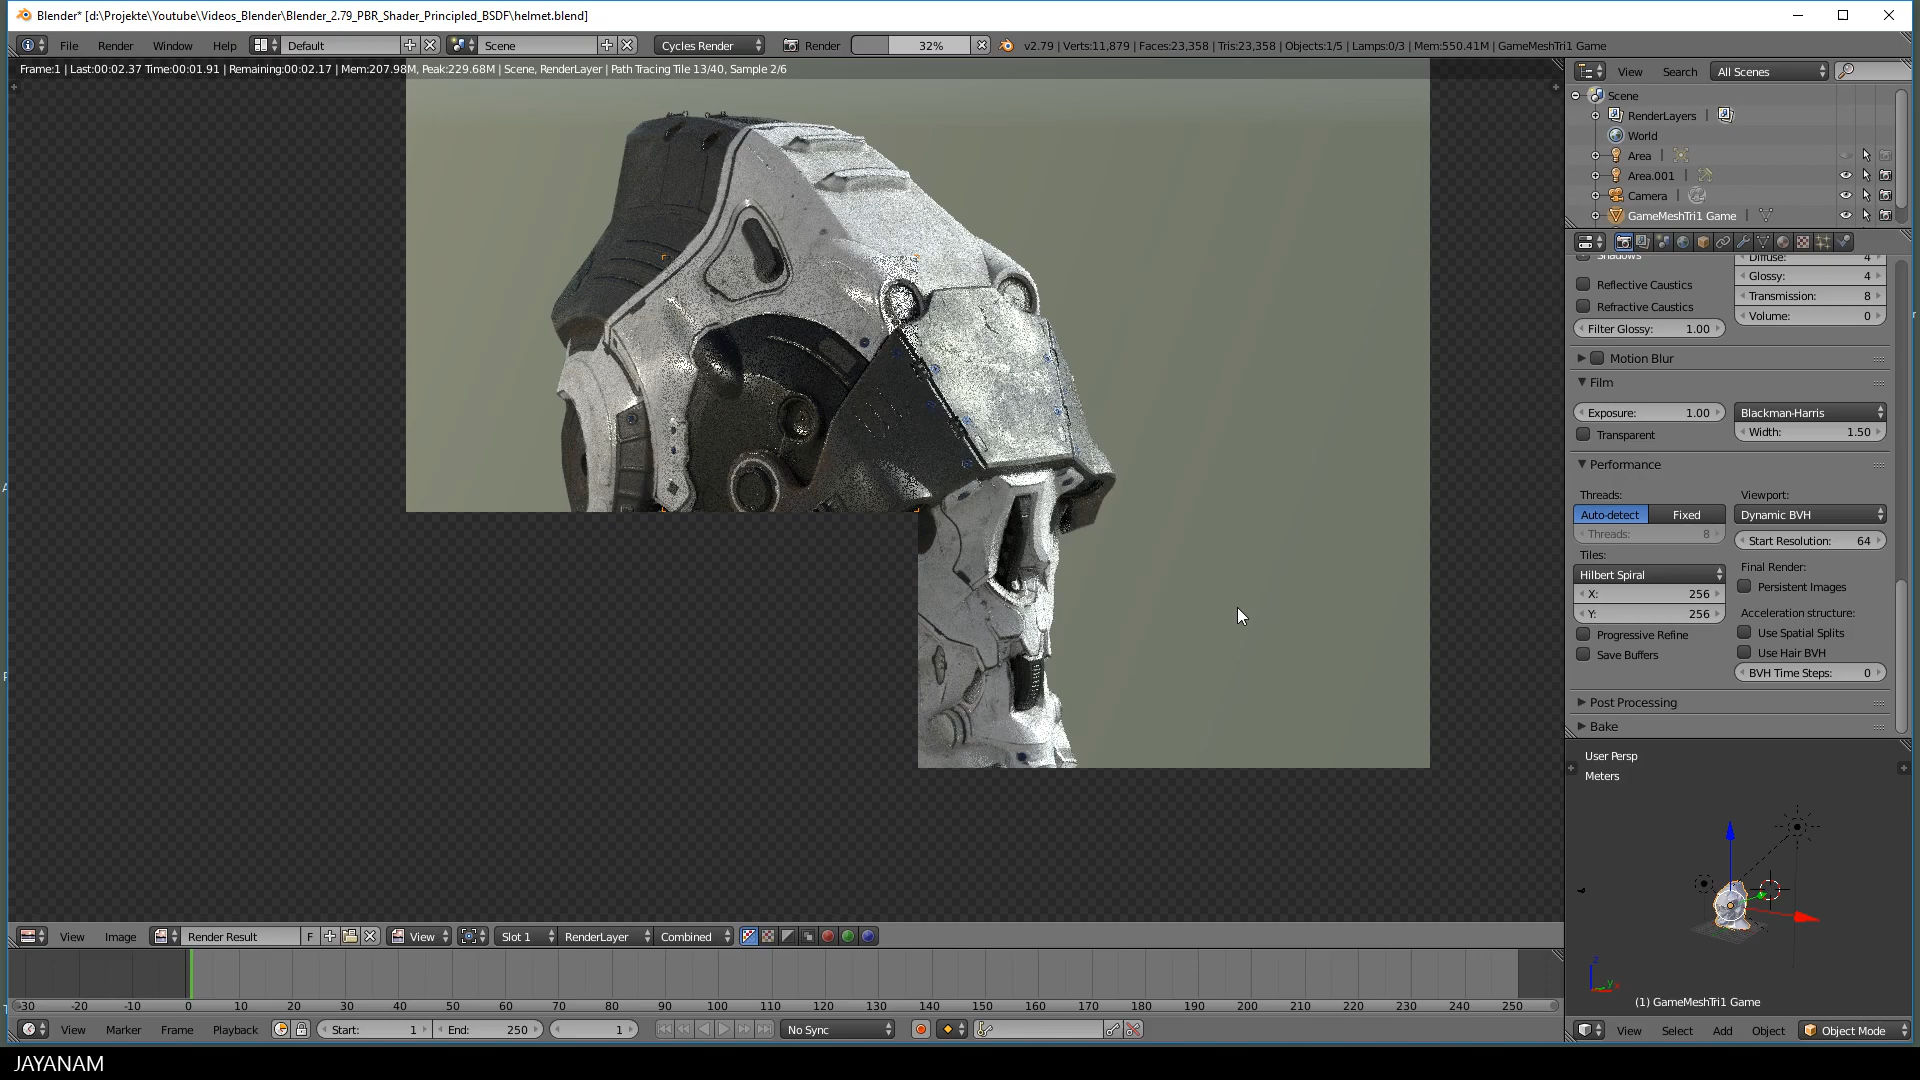 Blender* [d:\Projekte\Youtube\Videos_Blender\Blender_2.79_PBR_Shader_Principled_BSDF\helmet.blend]
File Render Window Help Default Scene Cycles Render Render 32% v2.79 | Verts:11,879 | Faces:23,358 | Tris:23,358 | Objects:1/5 | Lamps:0/3 | Mem:550.41M | GameMeshTri1 Game
Frame:1 | Last:00:02.37 Time:00:01.91 | Remaining:00:02.17 | Mem:207.98M, Peak:229.68M | Scene, RenderLayer | Path Tracing Tile 13/40, Sample 2/6
View Search All Scenes
Scene
RenderLayers
World
Area
Area.001
Camera
GameMeshTri1 Game
Shadows
Diffuse: 4
Reflective Caustics
Glossy: 4
Refractive Caustics
Transmission: 8
Filter Glossy: 1.00
Volume: 0
Motion Blur
Film
Exposure: 1.00
Blackman-Harris
Transparent
Width: 1.50
Performance
Threads:
Viewport:
Auto-detect Fixed
Dynamic BVH
Threads: 8
Start Resolution: 64
Tiles:
Final Render:
Hilbert Spiral
Persistent Images
X: 256
Y: 256
Acceleration structure:
Progressive Refine
Use Spatial Splits
Save Buffers
Use Hair BVH
BVH Time Steps: 0
Post Processing
Bake
User Persp
Meters
z
y
(1) GameMeshTri1 Game
View Select Add Object Object Mode
View Image Render Result F View Slot 1 RenderLayer Combined
-30 -20 -10 0 10 20 30 40 50 60 70 80 90 100 110 120 130 140 150 160 170 180 190 200 210 220 230 240 250
View Marker Frame Playback Start: 1 End: 250 1 No Sync
JAYANAM